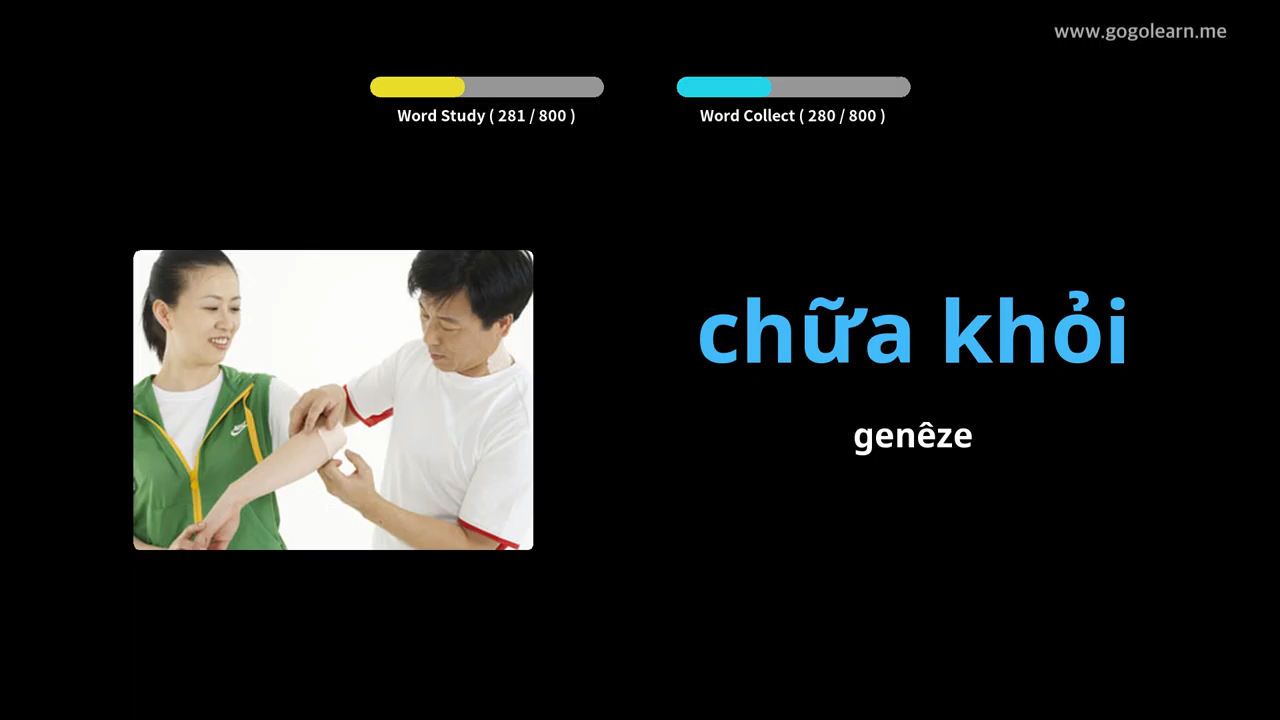 www.gogolearn.me
Word Study ( 281 / 800 )
Word Collect ( 280 / 800 )
chữa khỏi
genêze